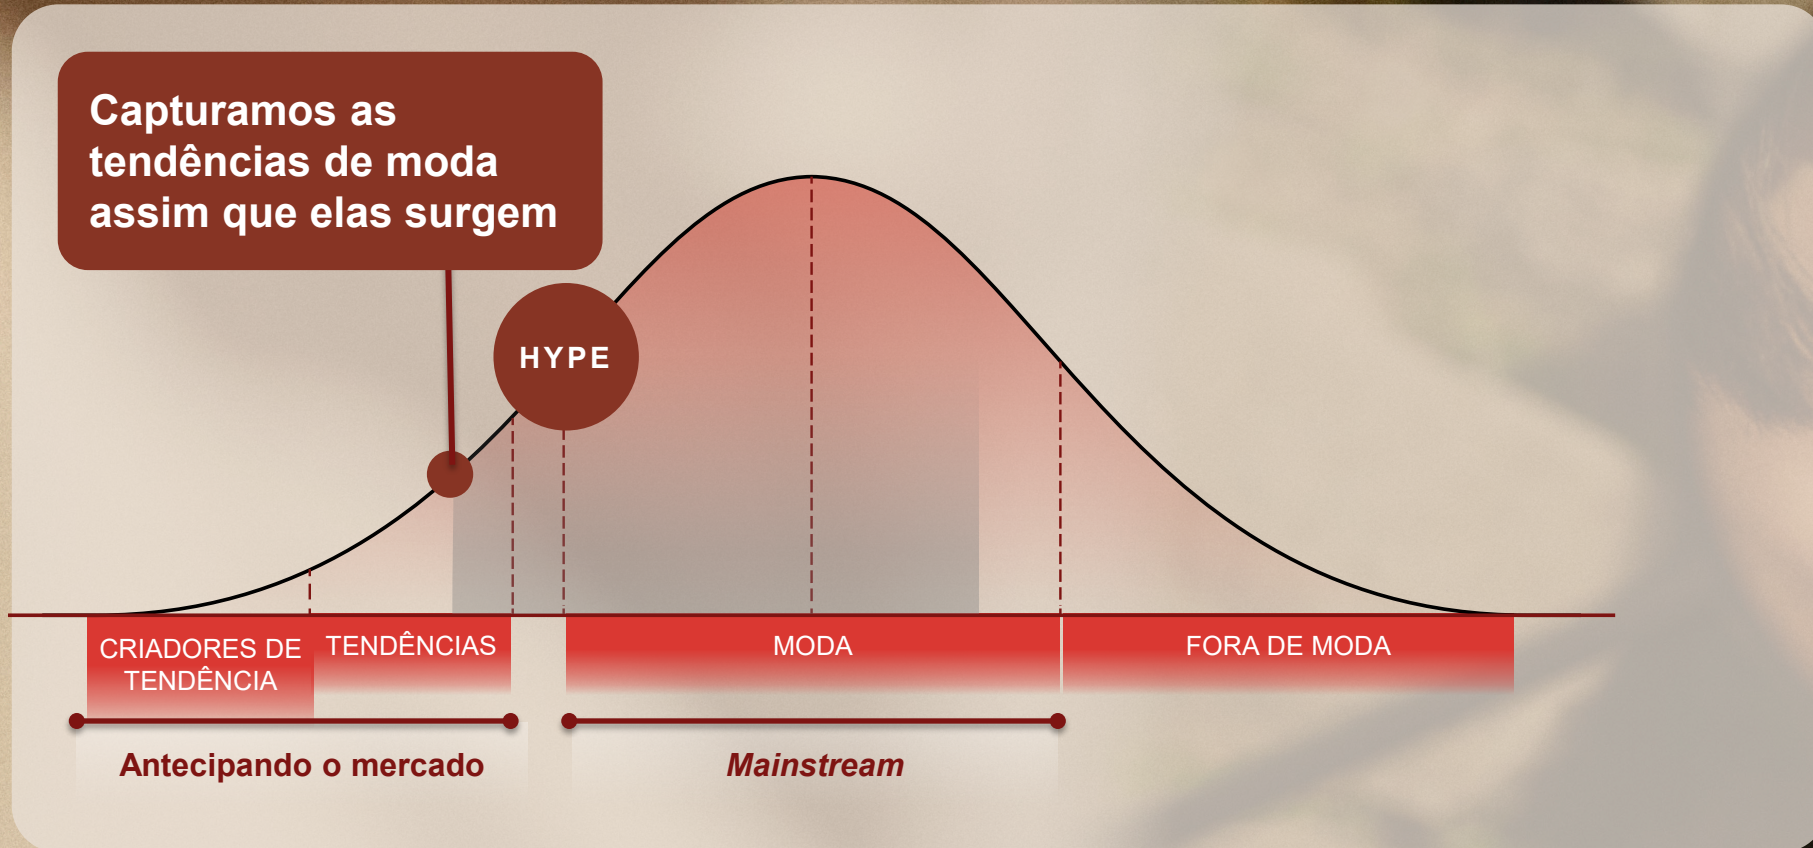 Capturamos as
tendências de moda
assim que elas surgem
HYPE
CRIADORES DE
TENDÊNCIA
TENDÊNCIAS
MODA
FORA DE MODA
Antecipando o mercado
Mainstream